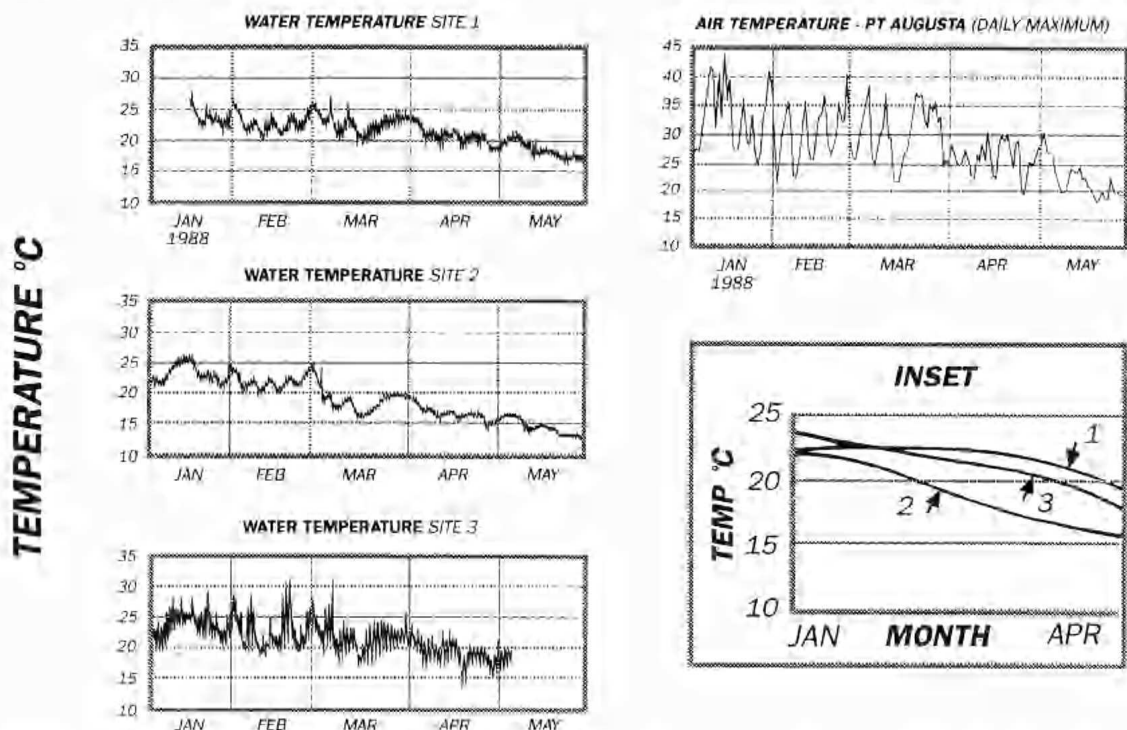 TEMPERATURE °C
WATER TEMPERATURE SITE 1
35
30
25
20
15
10
JAN FEB MAR APR MAY
1988
WATER TEMPERATURE SITE 2
35
30
25
20
15
10
JAN FEB MAR APR MAY
WATER TEMPERATURE SITE 3
35
30
25
20
15
10
JAN FEB MAR APR MAY
AIR TEMPERATURE - PT AUGUSTA (DAILY MAXIMUM)
45
40
35
30
25
20
15
10
JAN FEB MAR APR MAY
1988
INSET
TEMP °C
25
20
15
10
1
2
3
JAN MONTH APR